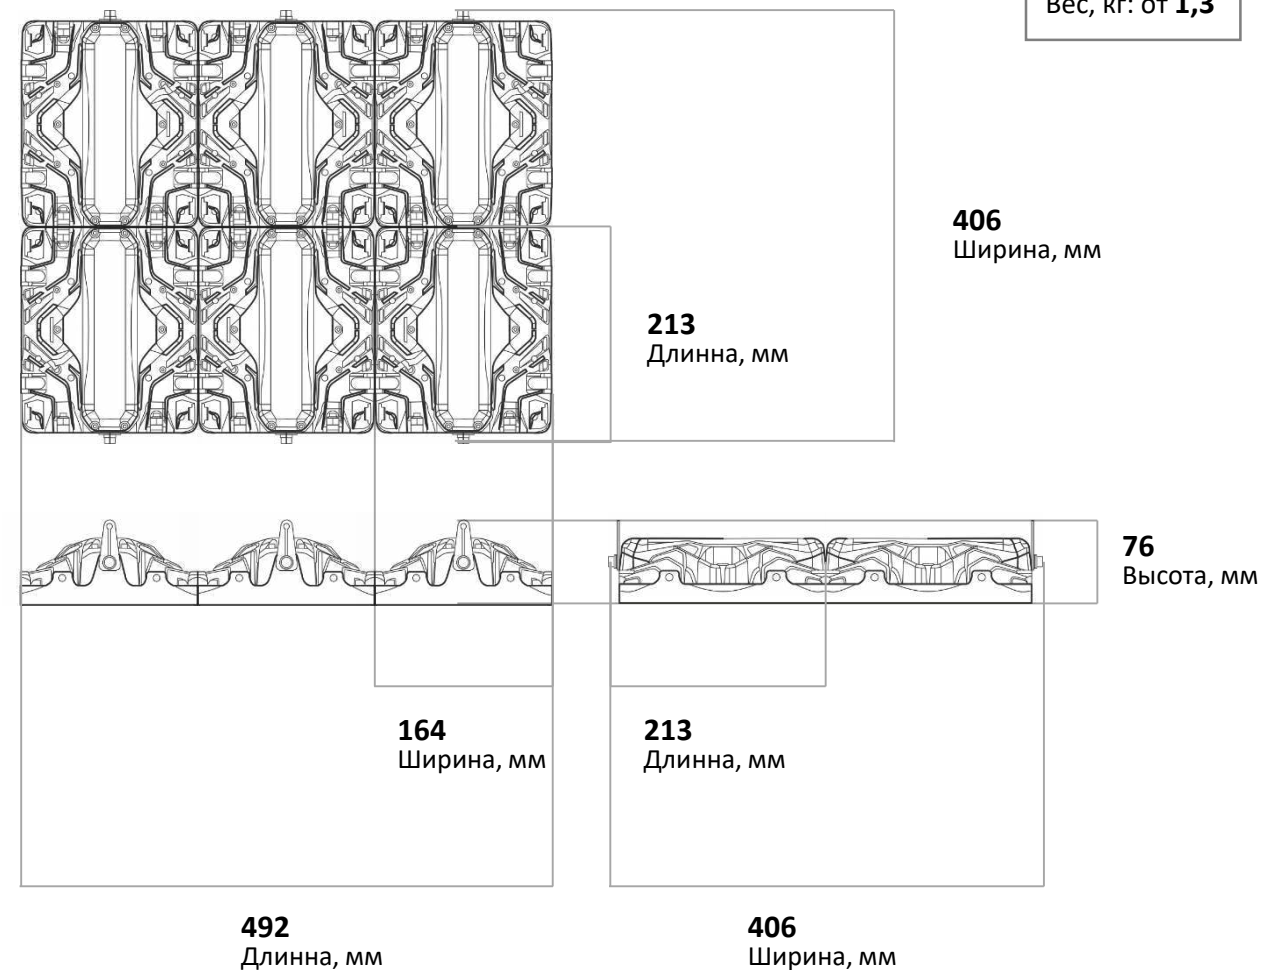 Вес, кг: от 1,3
406
Ширина, мм
213
Длинна, мм
76
Высота, мм
164
Ширина, мм
213
Длинна, мм
492
Длинна, мм
406
Ширина, мм